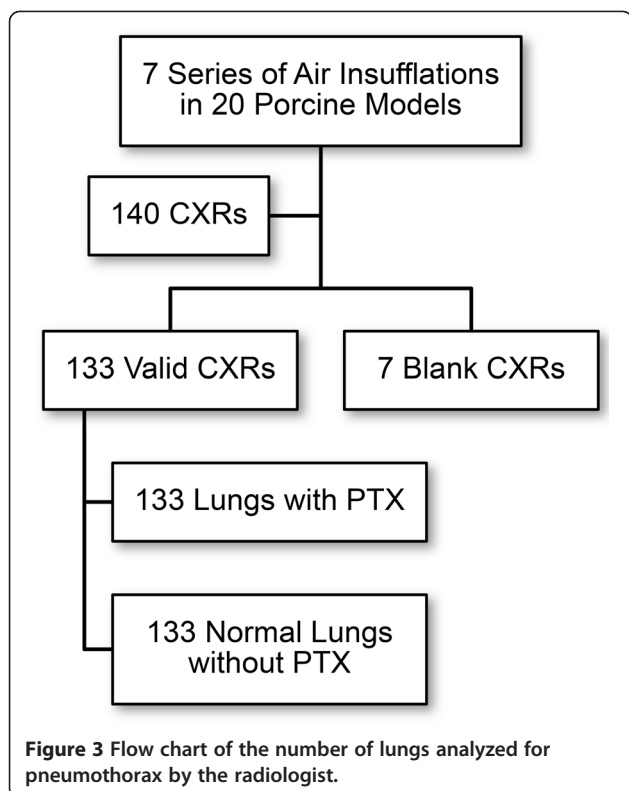 7 Series of Air Insufflations
in 20 Porcine Models
140 CXRs
133 Valid CXRs
7 Blank CXRs
133 Lungs with PTX
133 Normal Lungs
without PTX
Figure 3 Flow chart of the number of lungs analyzed for
pneumothorax by the radiologist.